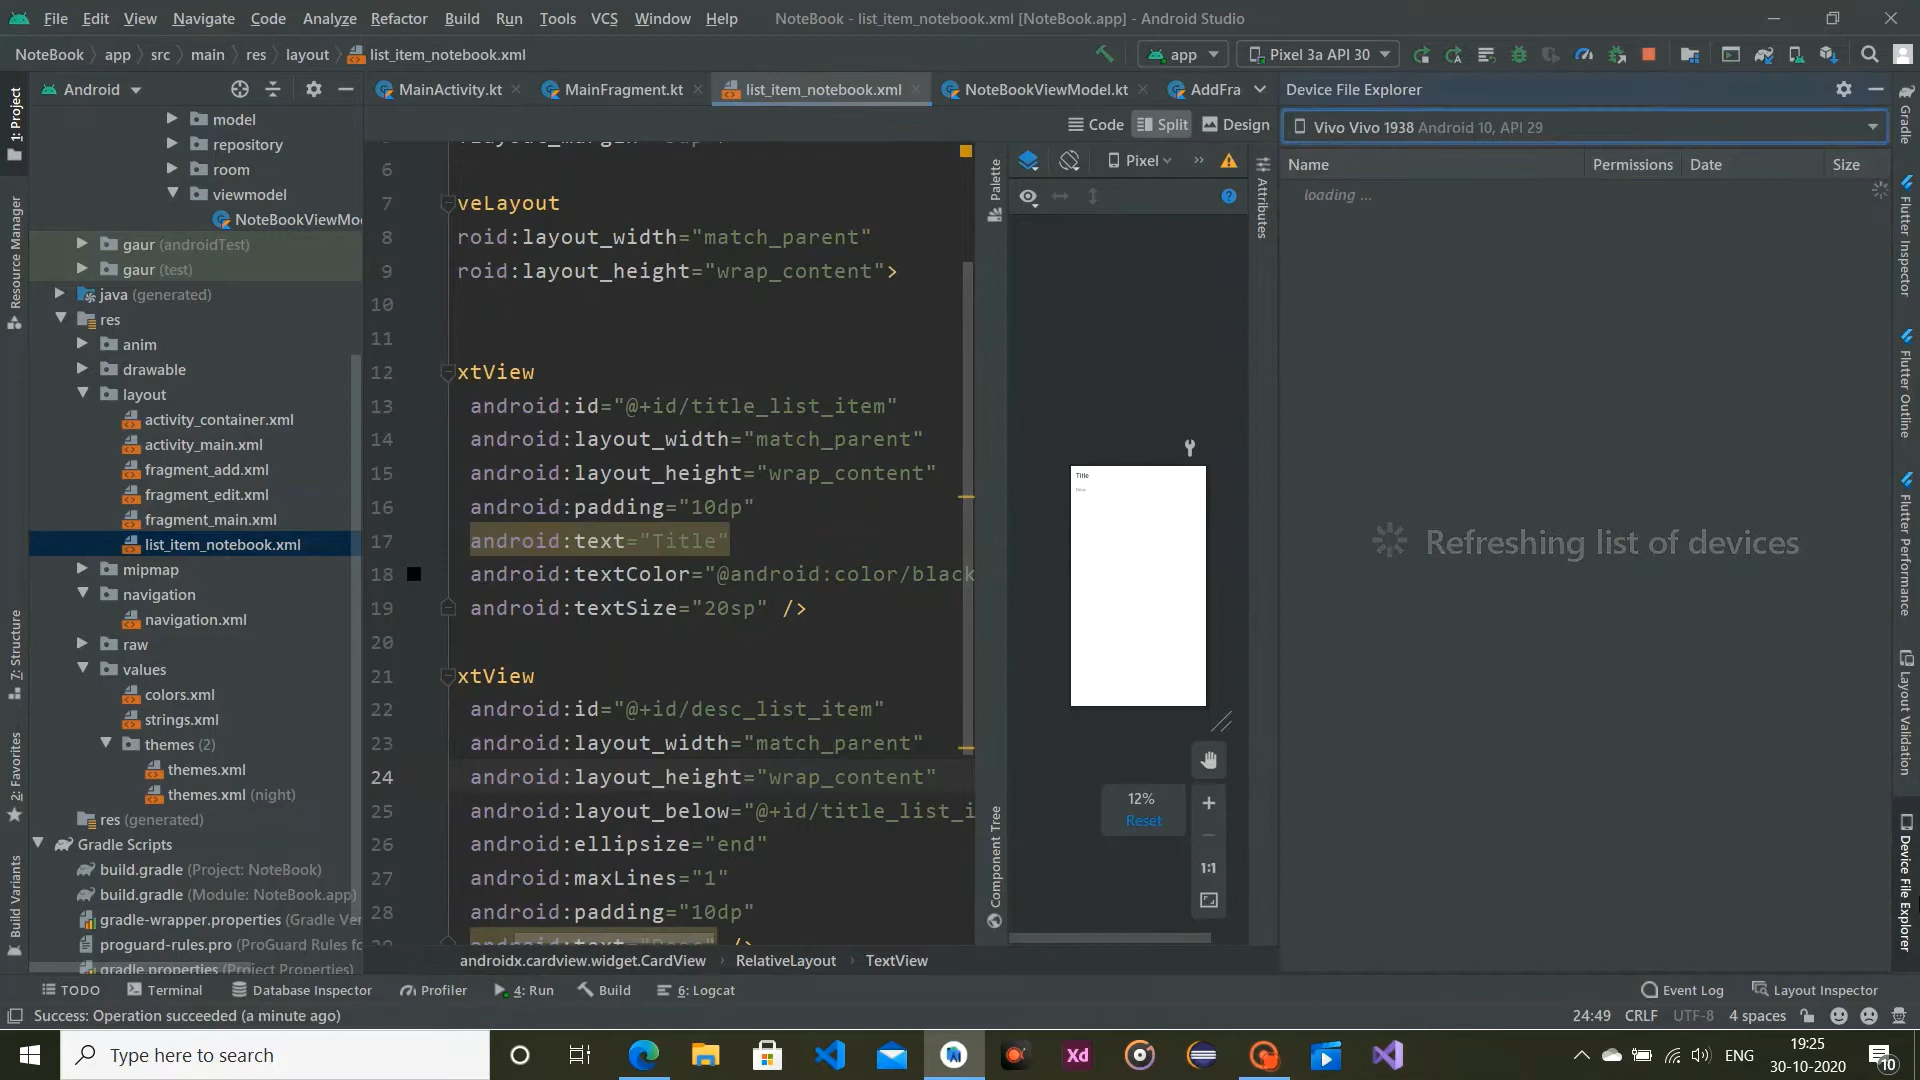 File Edit View Navigate Code Analyze Refactor Build Run Tools VCS Window Help NoteBook - list_item_notebook.xml [NoteBook.app] - Android Studio
NoteBook app src main res layout list_item_notebook.xml app Pixel 3a API 30
Android MainActivity.kt MainFragment.kt list_item_notebook.xml NoteBookViewModel.kt AddFra Device File Explorer
Code Split Design
Vivo Vivo 1938 Android 10, API 29
Name Permissions Date Size
loading ...
Refreshing list of devices
1: Project
Resource Manager
7: Structure
2: Favorites
Build Variants
model
repository
room
viewmodel
NoteBookViewMo
gaur (androidTest)
gaur (test)
java (generated)
res
anim
drawable
layout
activity_container.xml
activity_main.xml
fragment_add.xml
fragment_edit.xml
fragment_main.xml
list_item_notebook.xml
mipmap
navigation
navigation.xml
raw
values
colors.xml
strings.xml
themes (2)
themes.xml
themes.xml (night)
res (generated)
Gradle Scripts
build.gradle (Project: NoteBook)
build.gradle (Module: NoteBook.app)
gradle-wrapper.properties (Gradle Ver
proguard-rules.pro (ProGuard Rules fo
gradle.properties (Project Properties)
6
7 veLayout
8 roid:layout_width="match_parent"
9 roid:layout_height="wrap_content">
10
11
12 xtView
13 android:id="@+id/title_list_item"
14 android:layout_width="match_parent"
15 android:layout_height="wrap_content"
16 android:padding="10dp"
17 android:text="Title"
18 android:textColor="@android:color/black
19 android:textSize="20sp" />
20
21 xtView
22 android:id="@+id/desc_list_item"
23 android:layout_width="match_parent"
24 android:layout_height="wrap_content"
25 android:layout_below="@+id/title_list_i
26 android:ellipsize="end"
27 android:maxLines="1"
28 android:padding="10dp"
androidx.cardview.widget.CardView RelativeLayout TextView
Palette
Component Tree
Pixel
Attributes
Title
12%
Reset
1:1
Gradle
Flutter Inspector
Flutter Outline
Flutter Performance
Layout Validation
Device File Explorer
TODO Terminal Database Inspector Profiler 4: Run Build 6: Logcat Event Log Layout Inspector
Success: Operation succeeded (a minute ago) 24:49 CRLF UTF-8 4 spaces
Type here to search
Xd
ENG
19:25
30-10-2020
10